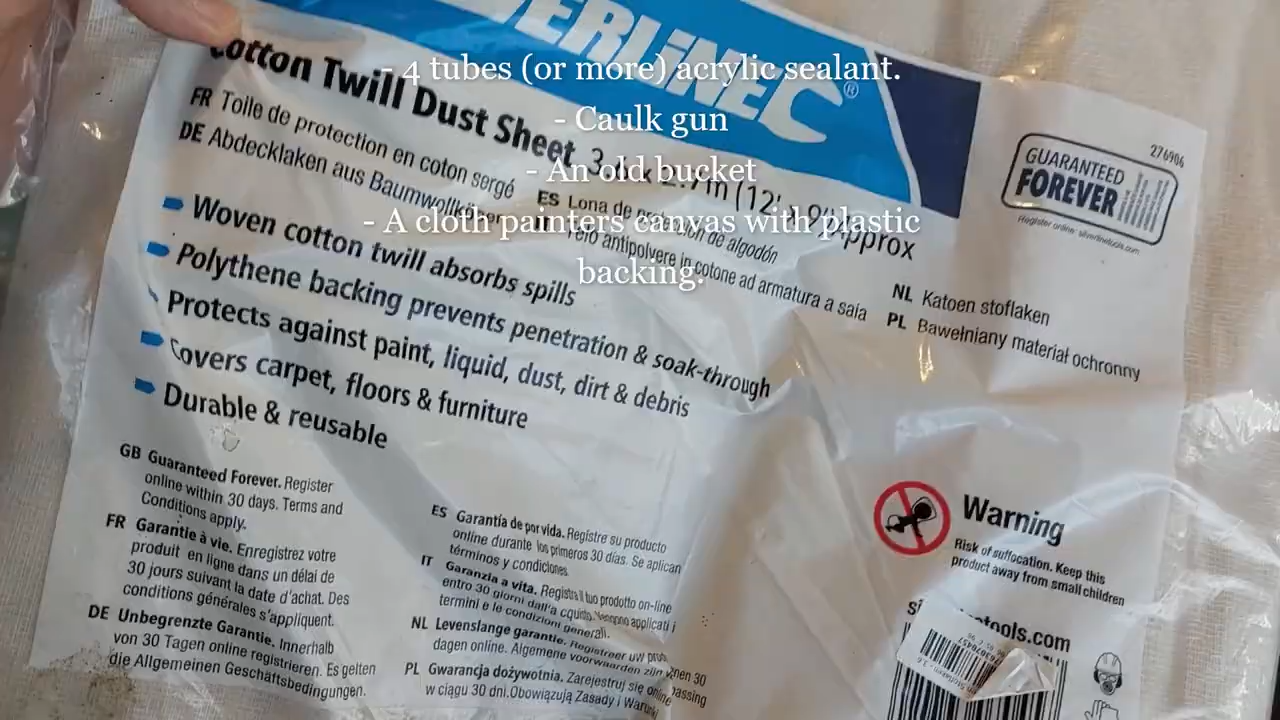 - 4 tubes (or more) acrylic sealant.
- Caulk gun
- An old bucket
- A cloth painters canvas with plastic
backing.
ERLINE®
Cotton Twill Dust Sheet 3.6 x 2.7m (12' x 9') Approx
FR Toile de protection en coton sergé
DE Abdecklaken aus
ES Lona de protección de algodón
Telo antipolvere in cotone ad armatura a saia
NL Katoen stoflaken
PL Bawełniany materiał ochronny
276906
GUARANTEED
FOREVER
Register online: silverlinetools.com
Woven cotton twill absorbs spills
Polythene backing prevents penetration & soak-through
Protects against paint, liquid, dust, dirt & debris
Covers carpet, floors & furniture
Durable & reusable
GB Guaranteed Forever. Register
online within 30 days. Terms and
Conditions apply.
FR Garantie à vie. Enregistrez votre
produit en ligne dans un délai de
30 jours suivant la date d'achat. Des
conditions générales s'appliquent.
DE Unbegrenzte Garantie. Innerhalb
von 30 Tagen online registrieren. Es gelten
die Allgemeinen Geschäftsbedingungen.
ES Garantía de por vida. Registre su producto
online durante los primeros 30 días. Se aplican
términos y condiciones.
IT Garanzia a vita. Registra il tuo prodotto on-line
entro 30 giorni dall'acquisto. Vengono applicati i
termini e le condizioni generali.
NL Levenslange garantie. Registreer uw
dagen online. Algemene voorwaarden zijn
30
PL Gwarancja dożywotnia. Zarejestruj się online
w ciągu 30 dni. Obowiązują Zasady i
Warning
Risk of suffocation. Keep this
product away from small children
tools.com